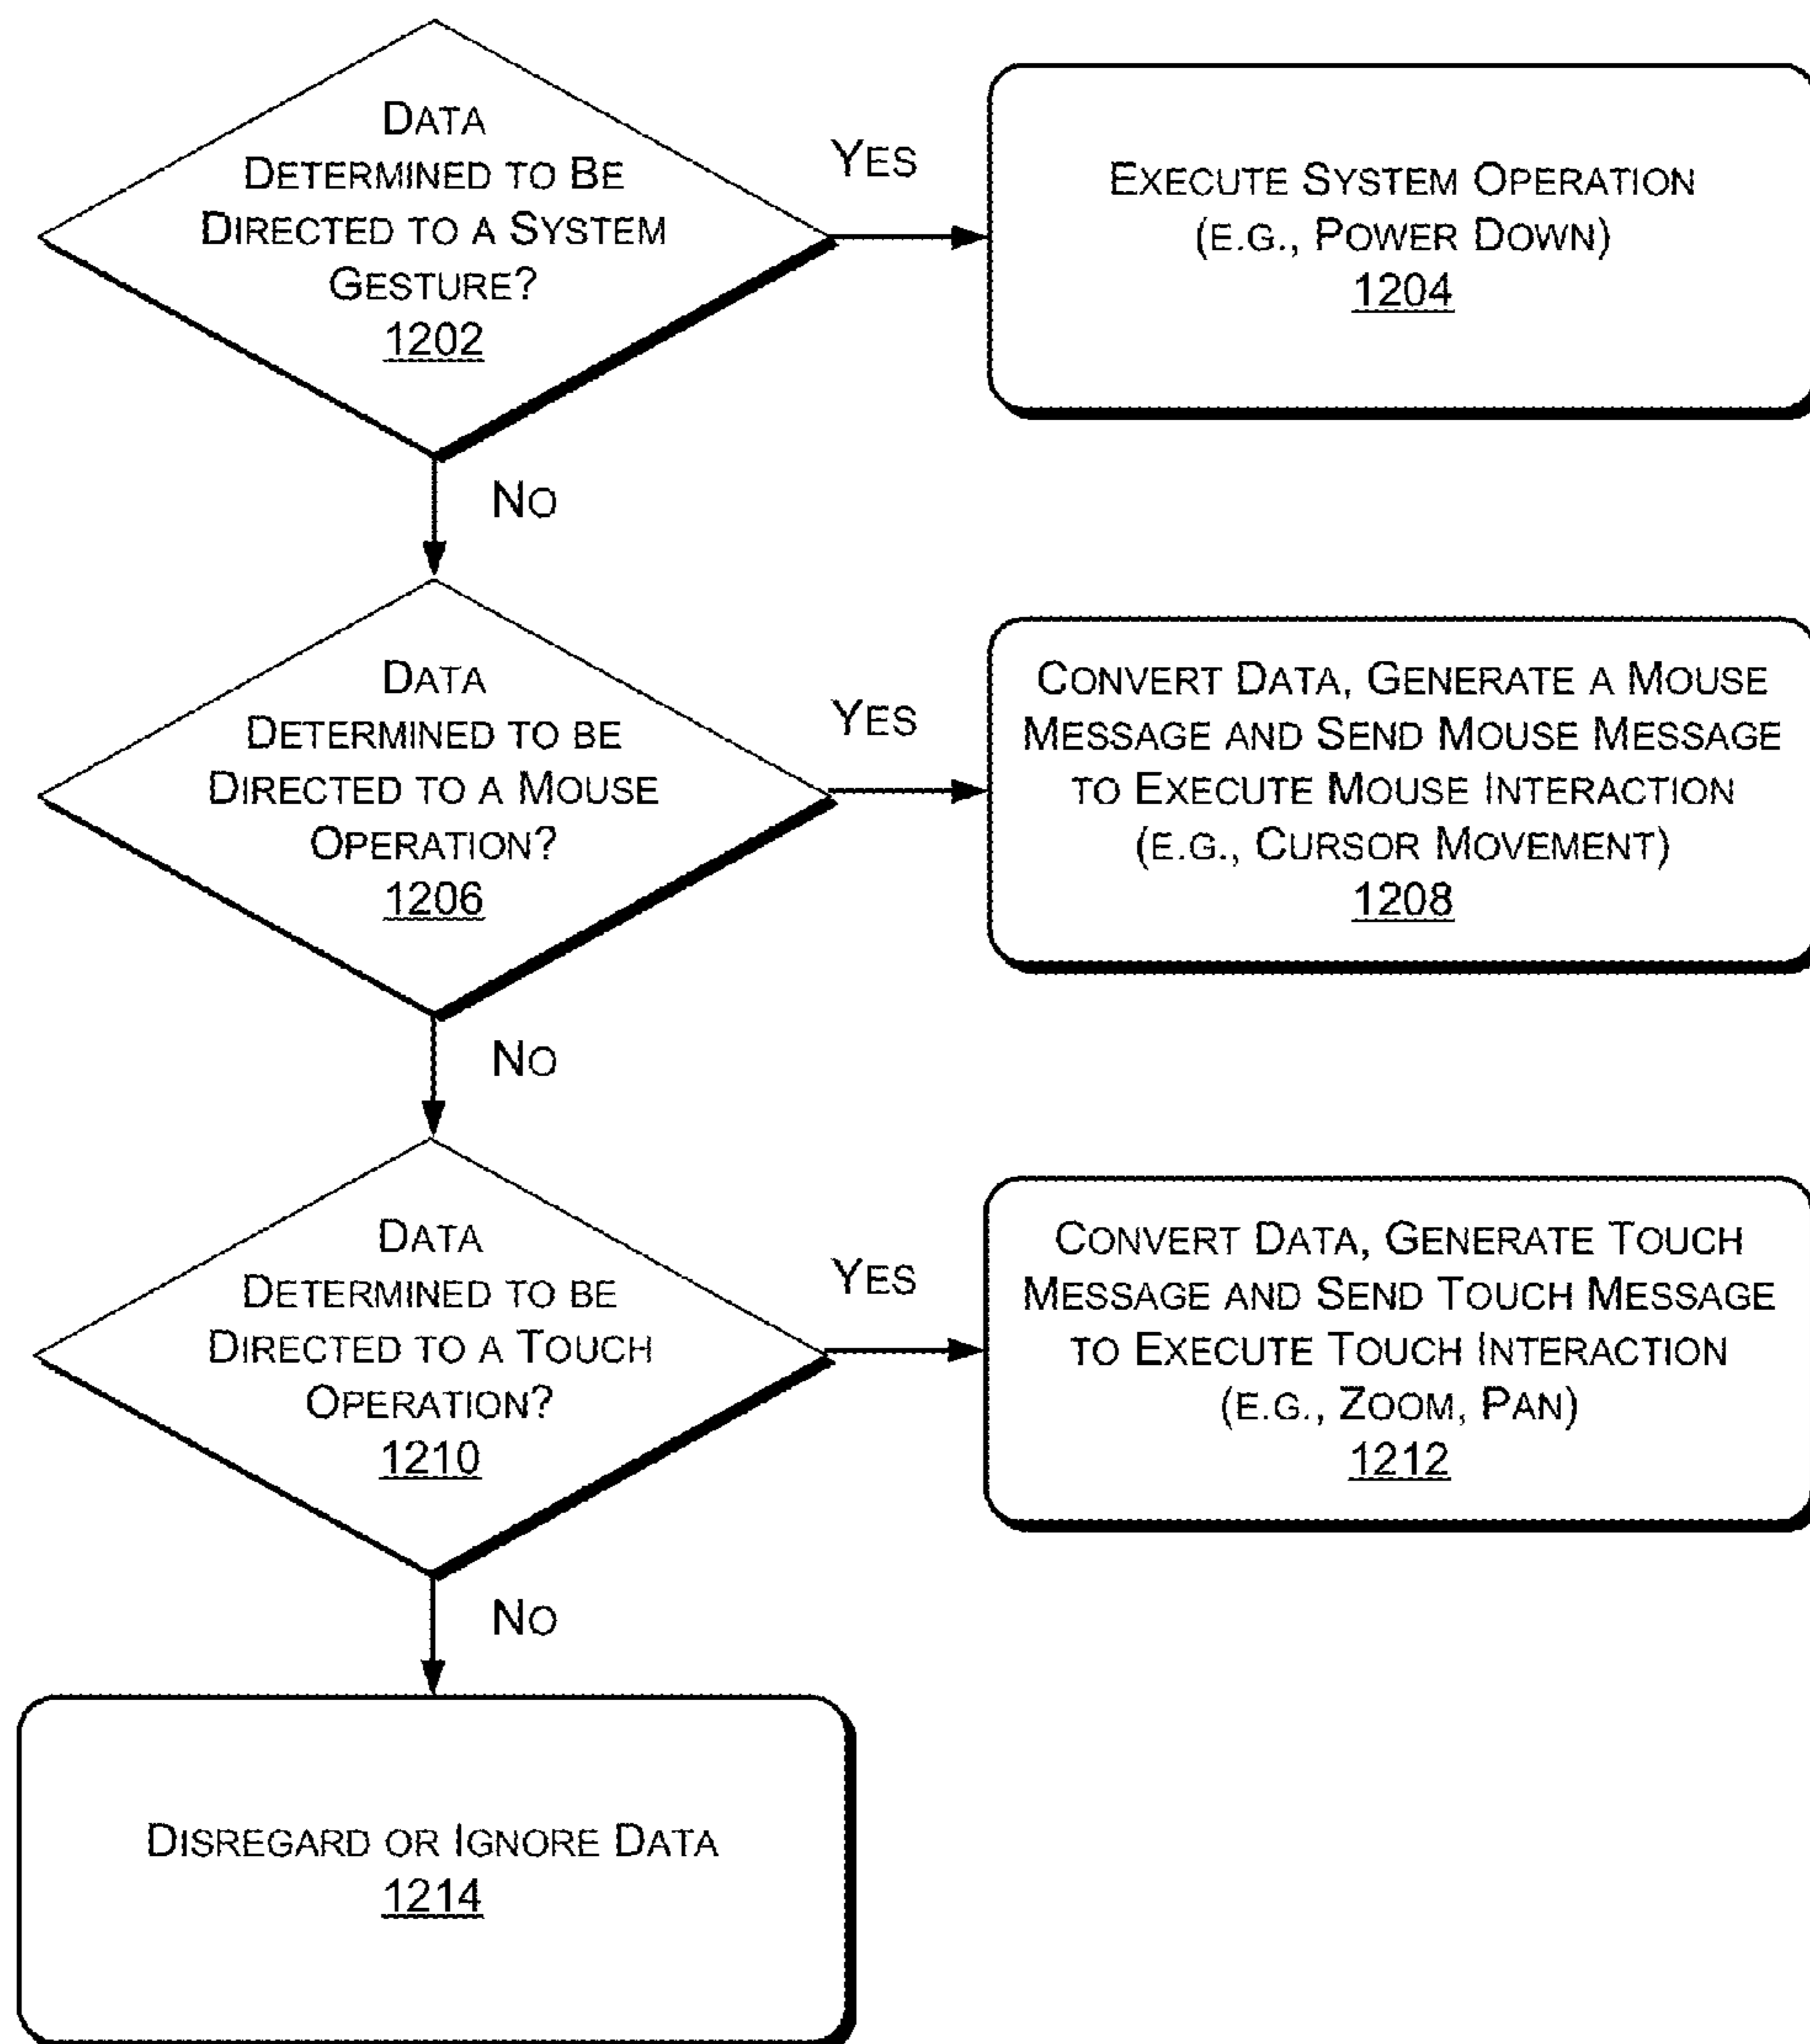 DATA
DETERMINED TO BE
DIRECTED TO A SYSTEM
GESTURE?
1202
YES
EXECUTE SYSTEM OPERATION
(E.G., POWER DOWN)
1204
NO
DATA
DETERMINED TO BE
DIRECTED TO A MOUSE
OPERATION?
1206
YES
CONVERT DATA, GENERATE A MOUSE
MESSAGE AND SEND MOUSE MESSAGE
TO EXECUTE MOUSE INTERACTION
(E.G., CURSOR MOVEMENT)
1208
NO
DATA
DETERMINED TO BE
DIRECTED TO A TOUCH
OPERATION?
1210
YES
CONVERT DATA, GENERATE TOUCH
MESSAGE AND SEND TOUCH MESSAGE
TO EXECUTE TOUCH INTERACTION
(E.G., ZOOM, PAN)
1212
NO
DISREGARD OR IGNORE DATA
1214